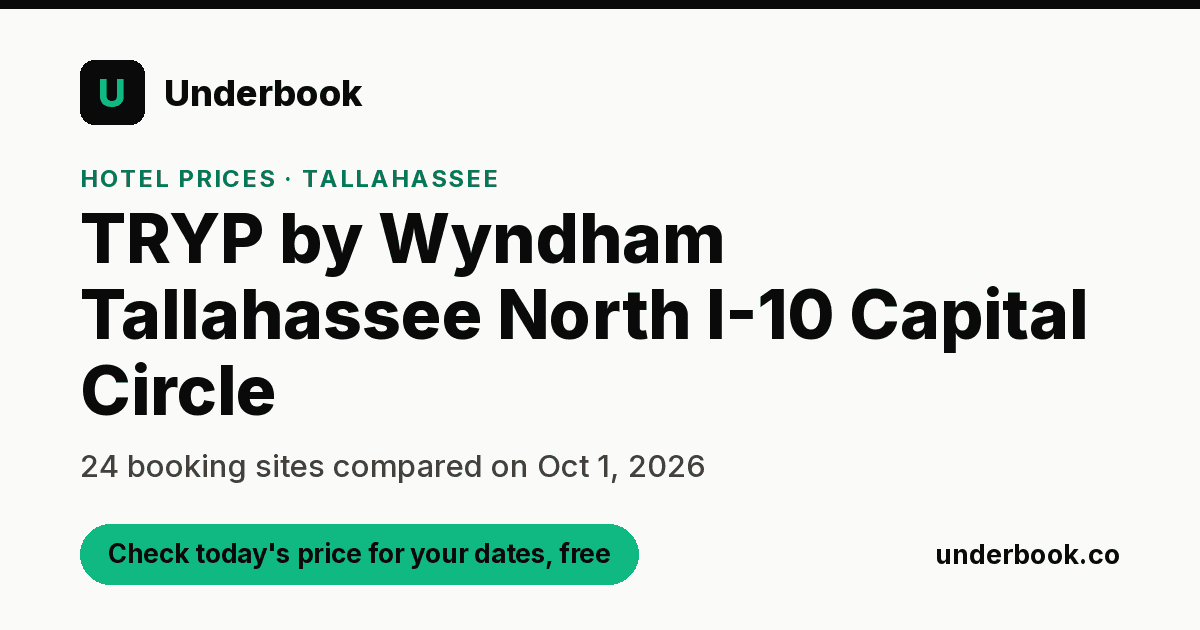 U Underbook
HOTEL PRICES · TALLAHASSEE
TRYP by Wyndham
Tallahassee North I-10 Capital
Circle
24 booking sites compared on Oct 1, 2026
Check today's price for your dates, free
underbook.co